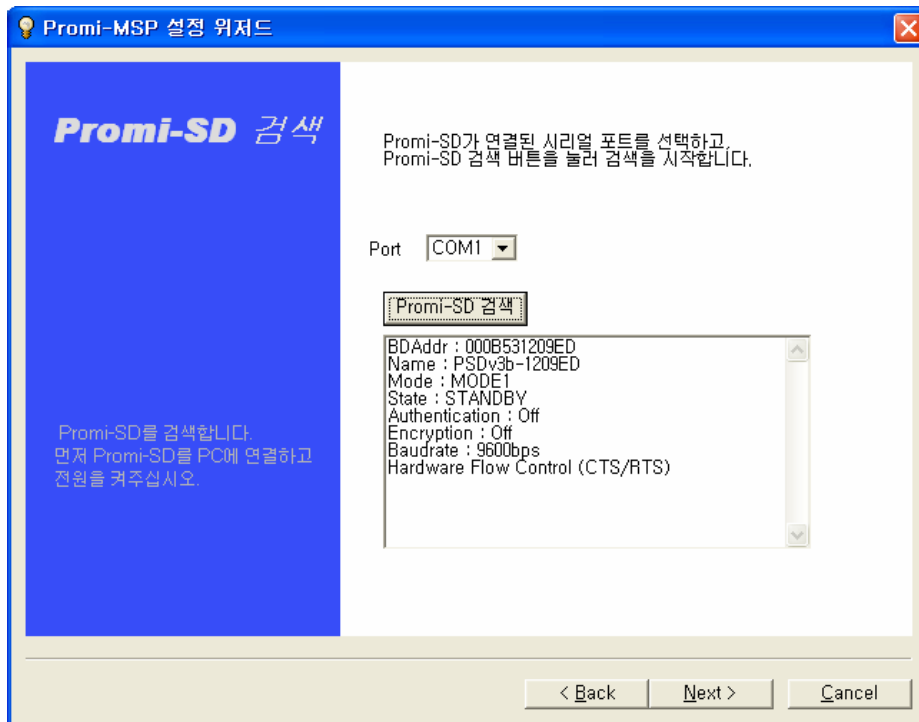 Promi-MSP 설정 위저드
Promi-SD 검색
Promi-SD가 연결된 시리얼 포트를 선택하고,
Promi-SD 검색 버튼을 눌러 검색을 시작합니다.
Port COM1
Promi-SD 검색
BDAddr : 000B531209ED
Name : PSDv3b-1209ED
Mode : MODE1
State : STANDBY
Authentication : Off
Encryption : Off
Baudrate : 9600bps
Hardware Flow Control (CTS/RTS)
Promi-SD를 검색합니다.
먼저 Promi-SD를 PC에 연결하고
전원을 켜주십시오.
< Back Next > Cancel